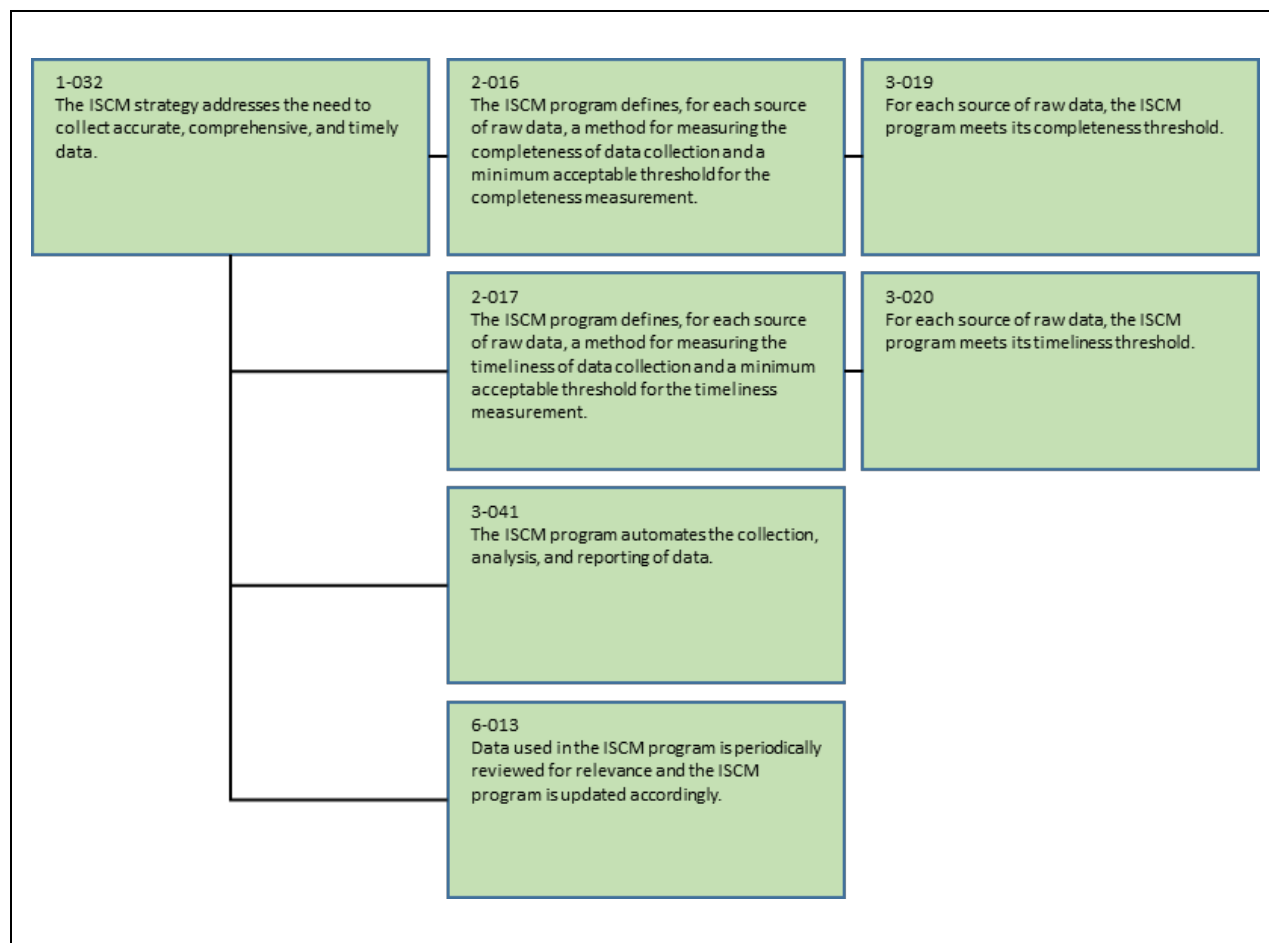 1-032
The ISCM strategy addresses the need to
collect accurate, comprehensive, and timely
data.
2-016
The ISCM program defines, for each source
of raw data, a method for measuring the
completeness of data collection and a
minimum acceptable threshold for the
completeness measurement.
3-019
For each source of raw data, the ISCM
program meets its completeness threshold.
2-017
The ISCM program defines, for each source
of raw data, a method for measuring the
timeliness of data collection and a minimum
acceptable threshold for the timeliness
measurement.
3-020
For each source of raw data, the ISCM
program meets its timeliness threshold.
3-041
The ISCM program automates the collection,
analysis, and reporting of data.
6-013
Data used in the ISCM program is periodically
reviewed for relevance and the ISCM
program is updated accordingly.